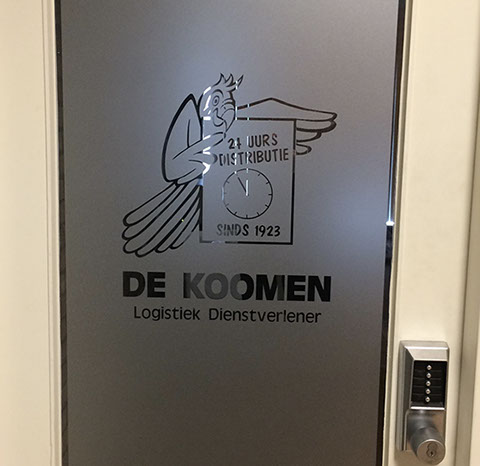 24 UURS
DISTRIBUTIE
SINDS 1923
DE KOOMEN
Logistiek Dienstverlener